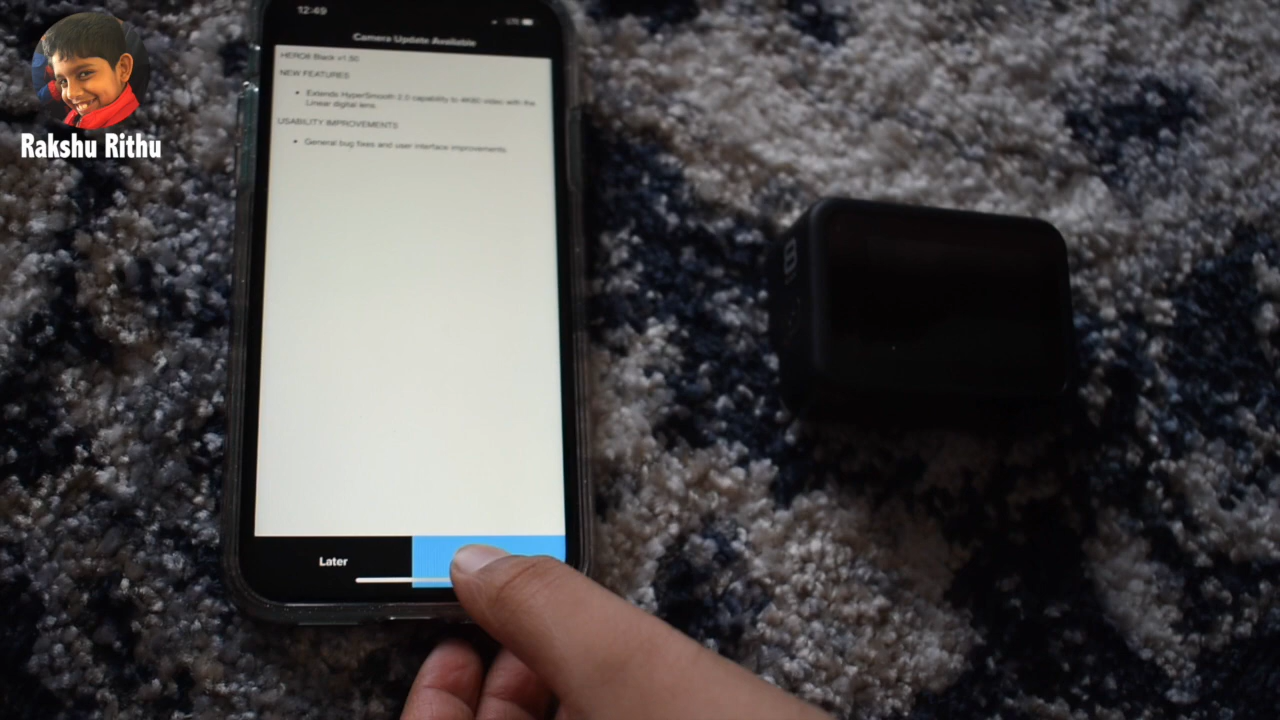 12:49
LTE
Camera Update Available
HERO8 Black v1.50
NEW FEATURES
• Extends HyperSmooth 2.0 capability to 4K60 video with the
Linear digital lens.
USABILITY IMPROVEMENTS
• General bug fixes and user interface improvements
Later
Rakshu Rithu